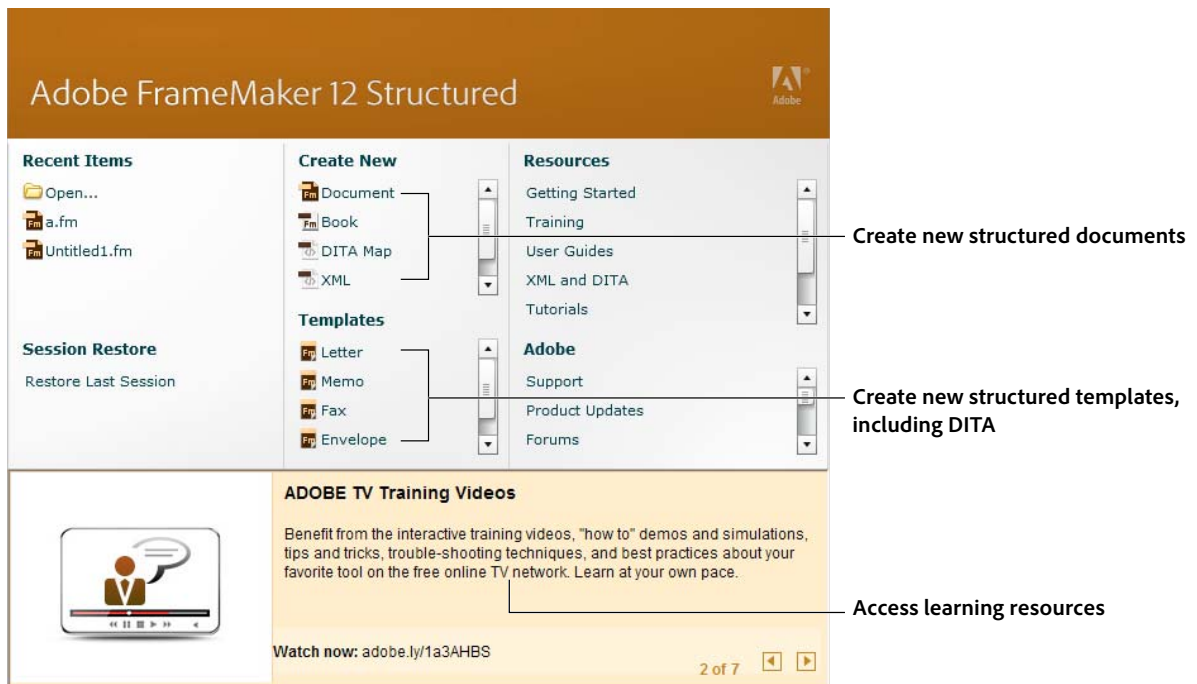 Adobe FrameMaker 12 Structured
Adobe
Recent Items
Open...
a.fm
Untitled1.fm
Session Restore
Restore Last Session
Create New
Document
Book
DITA Map
XML
Templates
Letter
Memo
Fax
Envelope
Resources
Getting Started
Training
User Guides
XML and DITA
Tutorials
Adobe
Support
Product Updates
Forums
Create new structured documents
Create new structured templates,
including DITA
ADOBE TV Training Videos
Benefit from the interactive training videos, "how to" demos and simulations,
tips and tricks, trouble-shooting techniques, and best practices about your
favorite tool on the free online TV network. Learn at your own pace.
Access learning resources
Watch now: adobe.ly/1a3AHBS
2 of 7